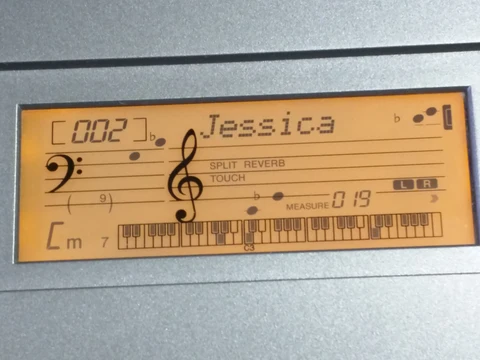 002 Jessica
SPLIT REVERB
TOUCH
L R
( 9)
MEASURE 019
Cm 7
C3